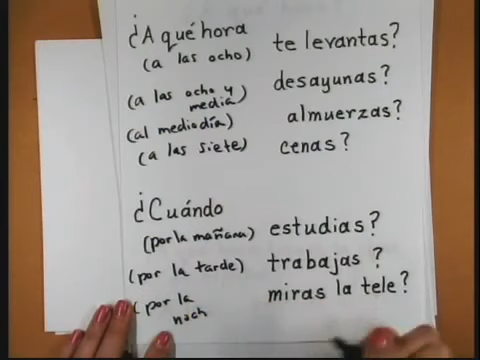 ¿A qué hora
(a las ocho) te levantas?
(a las ocho y media) desayunas?
(al mediodía) almuerzas?
(a las siete) cenas?
¿Cuándo
(por la mañana) estudias?
(por la tarde) trabajas?
(por la noch miras la tele?